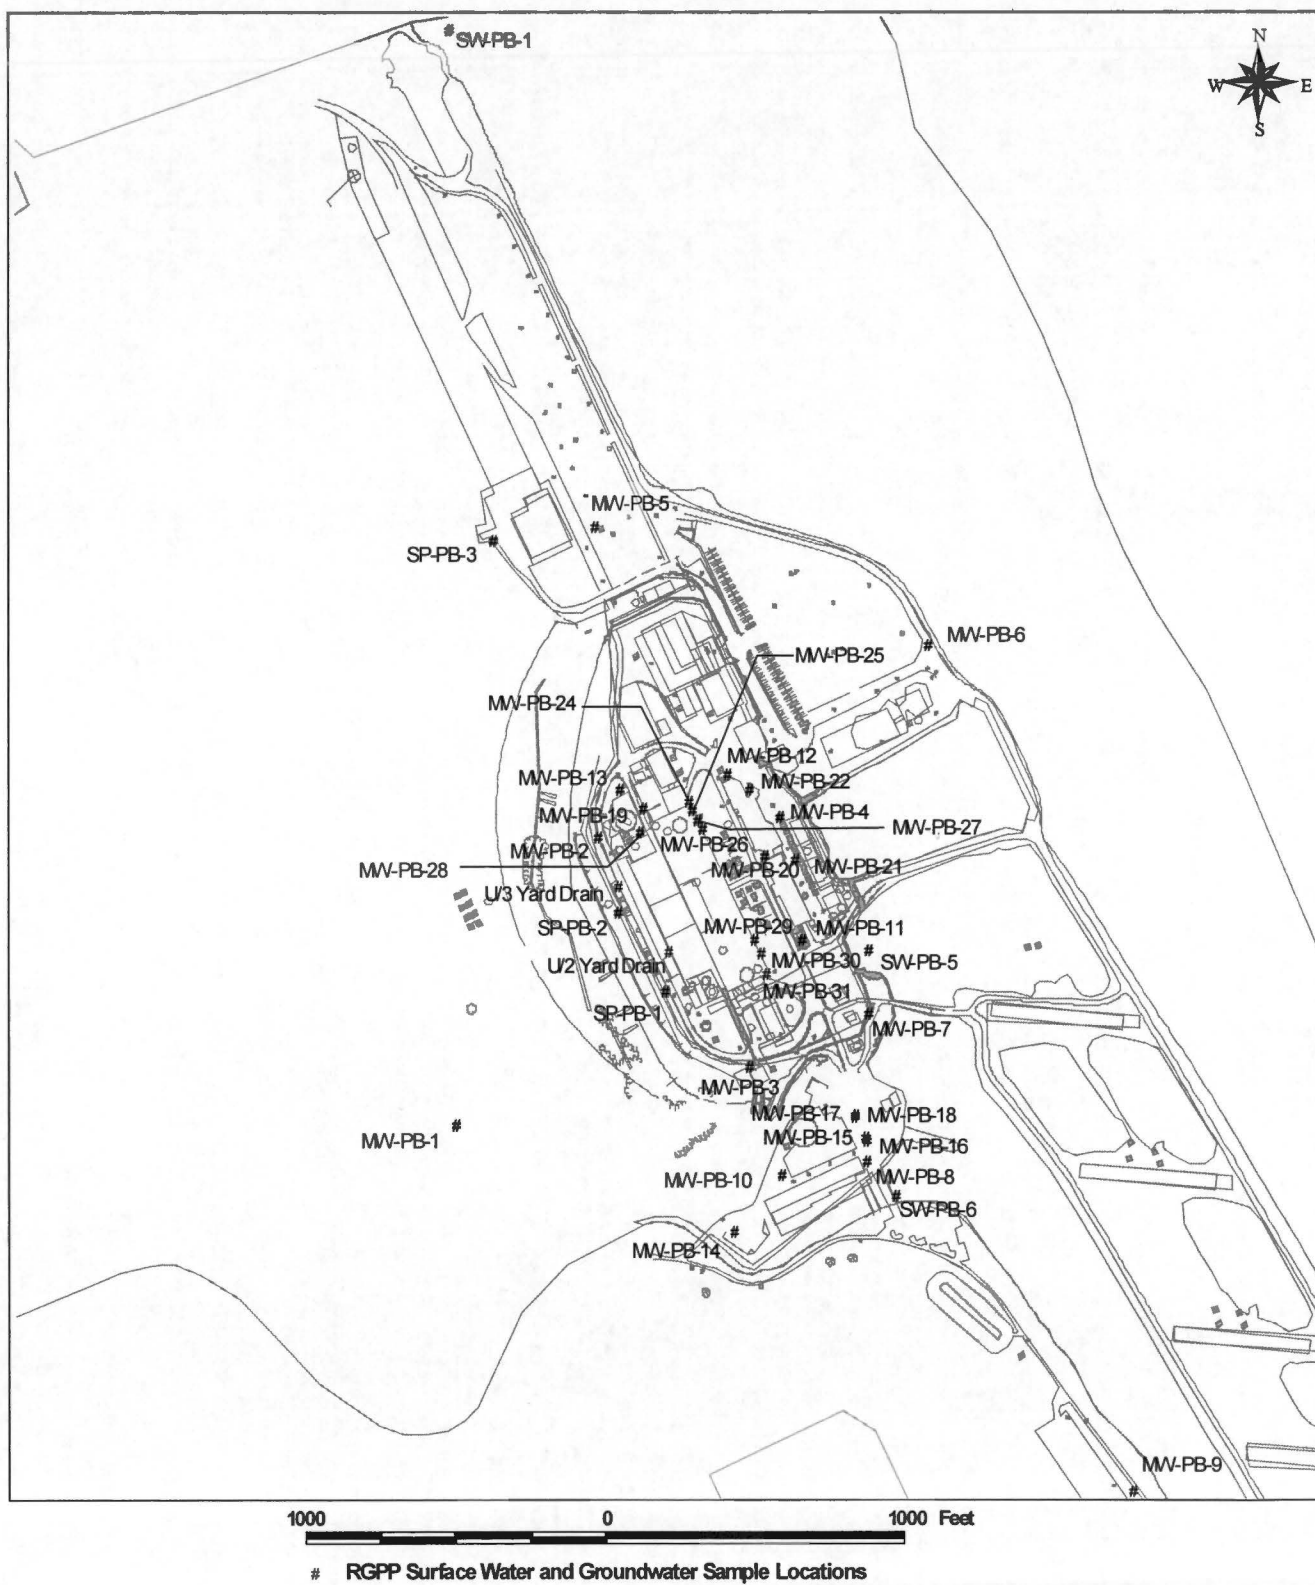 SW-PB-1
N
W E
S
MW-PB-5
SP-PB-3
MW-PB-6
MW-PB-25
MW-PB-24
MW-PB-12
MW-PB-13
MW-PB-22
MW-PB-19
MW-PB-4
MW-PB-27
MW-PB-2
MW-PB-26
MW-PB-28
MW-PB-20
MW-PB-21
U/3 Yard Drain
SP-PB-2
MW-PB-29
MW-PB-11
U/2 Yard Drain
MW-PB-30
SW-PB-5
MW-PB-31
SP-PB-1
MW-PB-7
MW-PB-3
MW-PB-17
MW-PB-18
MW-PB-1
MW-PB-15
MW-PB-16
MW-PB-10
MW-PB-8
SW-PB-6
MW-PB-14
MW-PB-9
1000 0 1000 Feet
# RGPP Surface Water and Groundwater Sample Locations